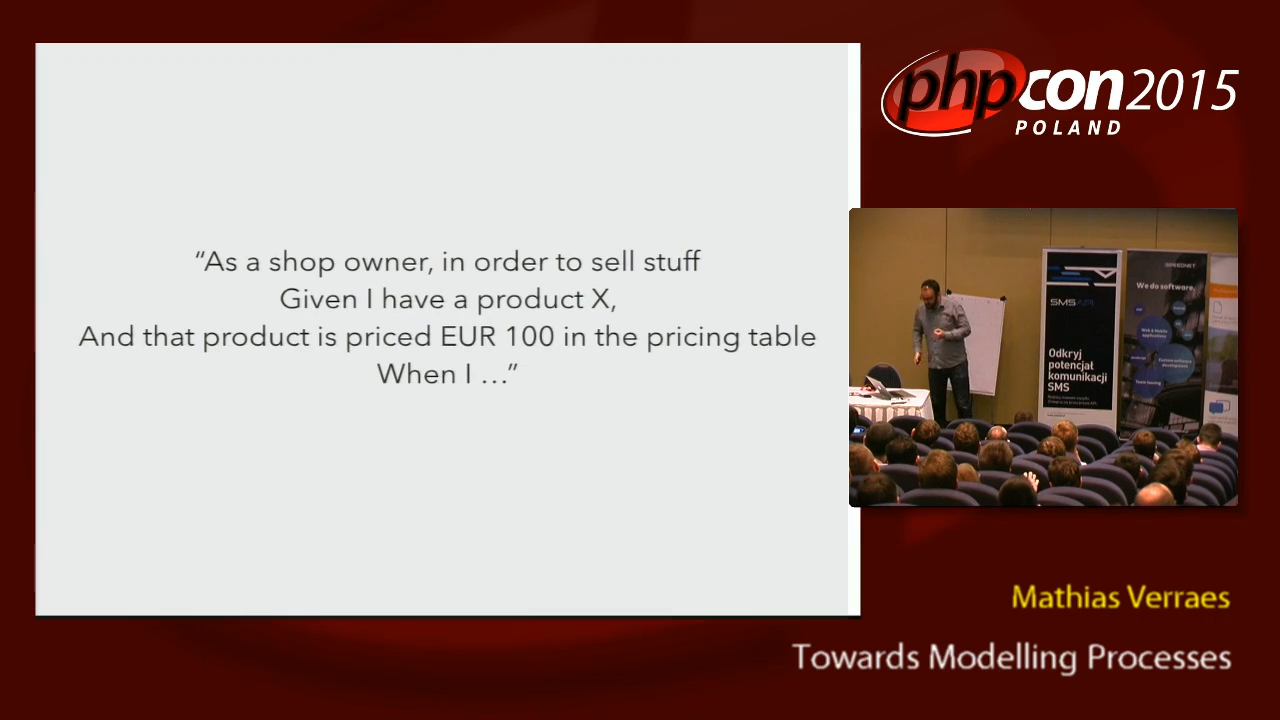 “As a shop owner, in order to sell stuff
Given I have a product X,
And that product is priced EUR 100 in the pricing table
When I …”
phpcon2015
POLAND
SMSAPI
Odkryj
potencjał
komunikacji
SMS
We do software.
Mathias Verraes
Towards Modelling Processes